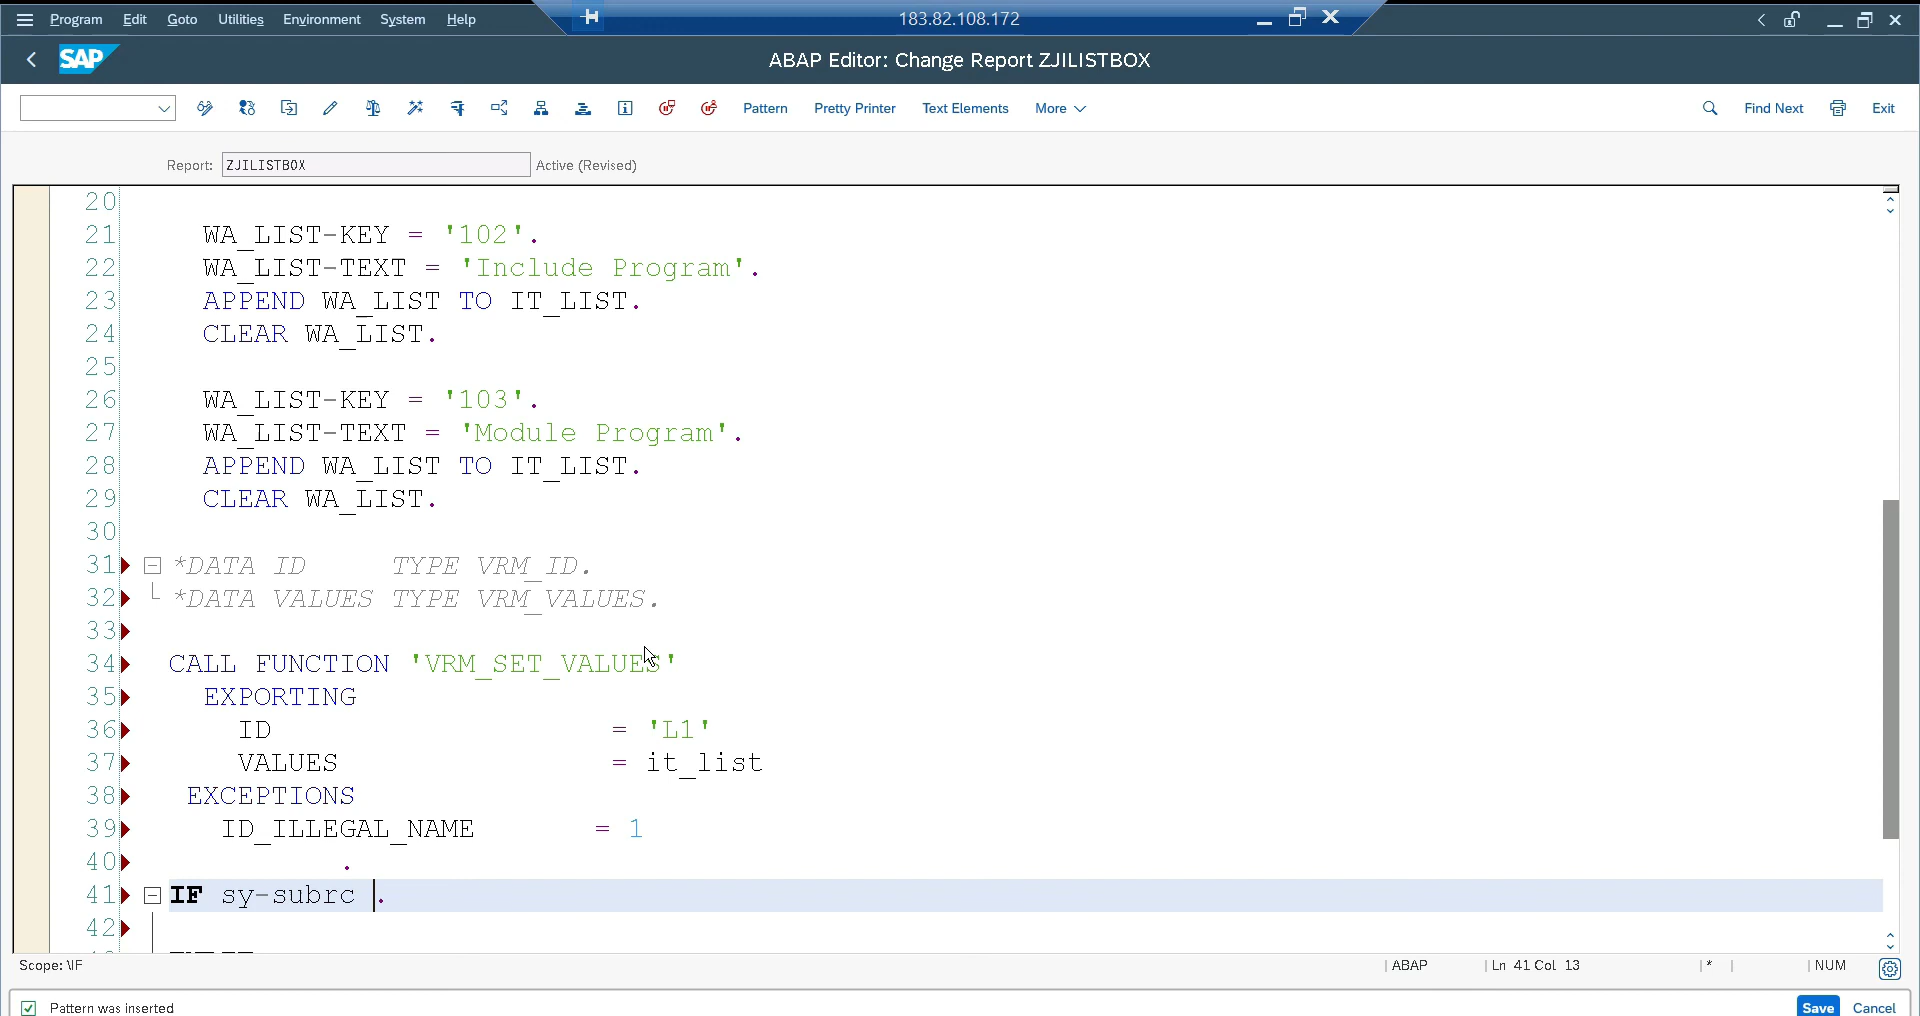 Program Edit Goto Utilities Environment System Help
183.82.108.172
SAP
ABAP Editor: Change Report ZJILISTBOX
Pattern Pretty Printer Text Elements More Find Next Exit
Report: ZJILISTBOX Active (Revised)
20
21 WA_LIST-KEY = '102'.
22 WA_LIST-TEXT = 'Include Program'.
23 APPEND WA_LIST TO IT_LIST.
24 CLEAR WA_LIST.
25
26 WA_LIST-KEY = '103'.
27 WA_LIST-TEXT = 'Module Program'.
28 APPEND WA_LIST TO IT_LIST.
29 CLEAR WA_LIST.
30
31 *DATA ID TYPE VRM_ID.
32 *DATA VALUES TYPE VRM_VALUES.
33
34 CALL FUNCTION 'VRM_SET_VALUES'
35 EXPORTING
36 ID = 'L1'
37 VALUES = it_list
38 EXCEPTIONS
39 ID_ILLEGAL_NAME = 1
40 .
41 IF sy-subrc .
42
Scope: \IF ABAP Ln 41 Col 13 * NUM
Pattern was inserted Save Cancel